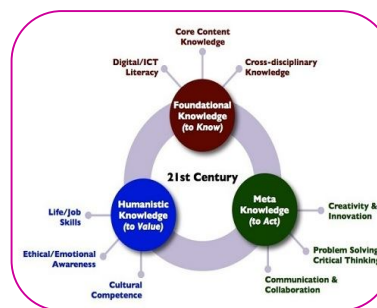 Core Content
Knowledge
Digital/ICT
Literacy
Cross-disciplinary
Knowledge
Foundational
Knowledge
(to Know)
21st Century
Humanistic
Knowledge
(to Value)
Meta
Knowledge
(to Act)
Life/Job
Skills
Ethical/Emotional
Awareness
Cultural
Competence
Creativity &
Innovation
Problem Solving
Critical Thinking
Communication &
Collaboration